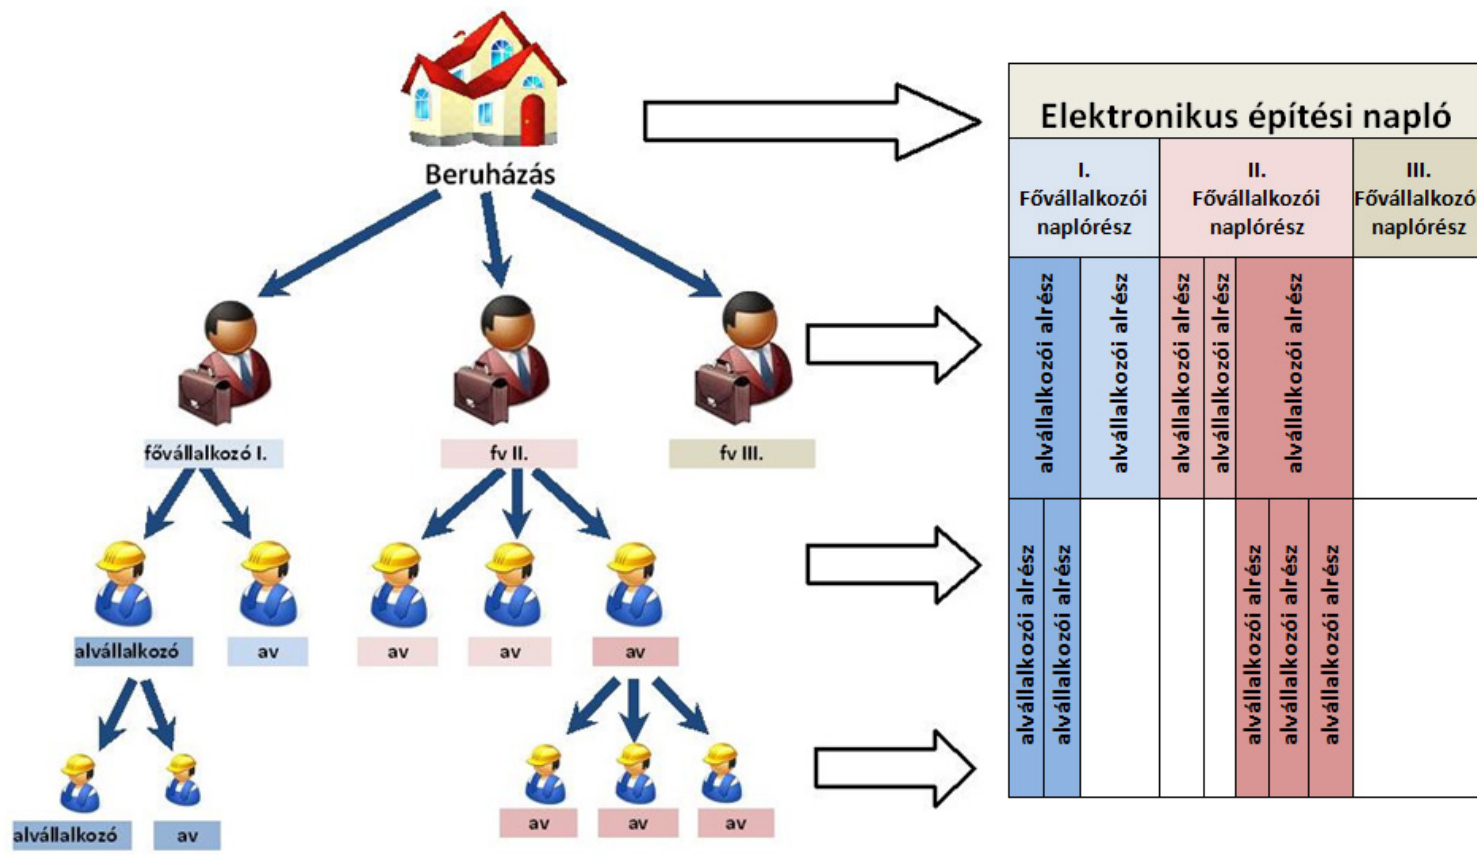 Beruházás
fővállalkozó I.
fv II.
fv III.
alvállalkozó
av
av
av
av
alvállalkozó
av
av
av
av
Elektronikus építési napló
I.
Fővállalkozói
naplórész
II.
Fővállalkozói
naplórész
III.
Fővállalkozói
naplórész
alvállalkozói alrész
alvállalkozói alrész
alvállalkozói alrész
alvállalkozói alrész
alvállalkozói alrész
alvállalkozói alrész
alvállalkozói alrész
alvállalkozói alrész
alvállalkozói alrész
alvállalkozói alrész